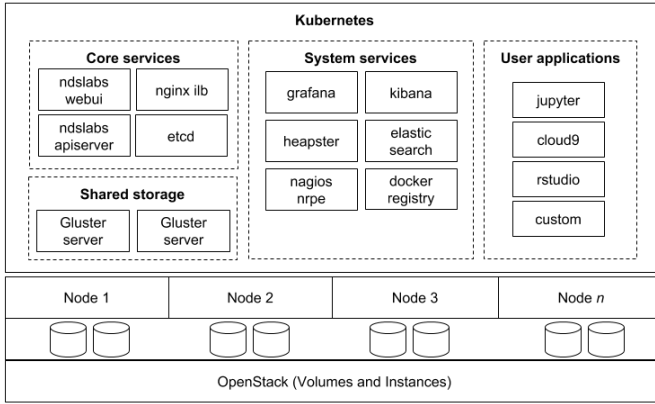 Kubernetes
Core services
ndslabs
webui
nginx ilb
ndslabs
apiserver
etcd
Shared storage
Gluster
server
Gluster
server
System services
grafana
kibana
heapster
elastic
search
nagios
nrpe
docker
registry
User applications
jupyter
cloud9
rstudio
custom
Node 1
Node 2
Node 3
Node n
OpenStack (Volumes and Instances)